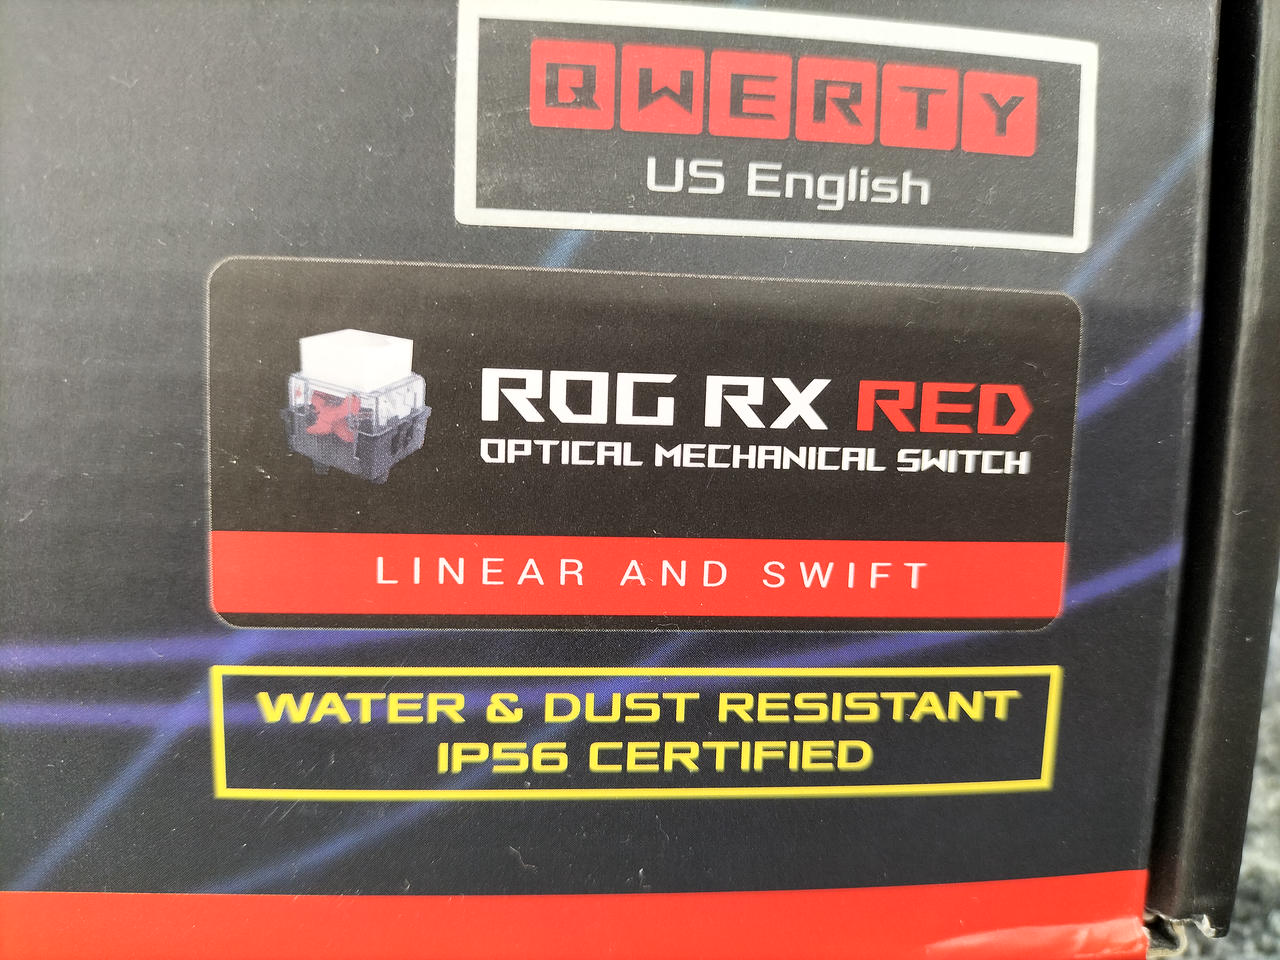 QWERTY
US English
ROG RX RED
OPTICAL MECHANICAL SWITCH
LINEAR AND SWIFT
WATER & DUST RESISTANT
IP56 CERTIFIED